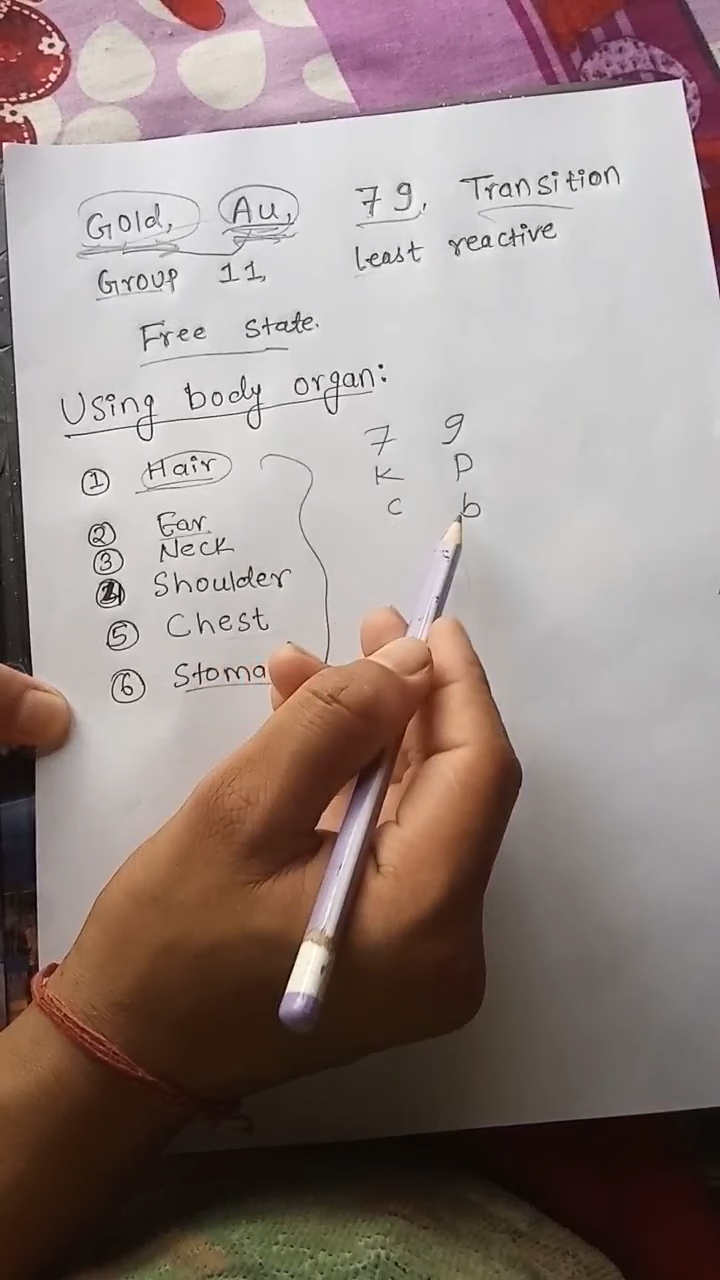 Gold, Au, 79, Transition
Group 11, least reactive
Free state.
Using body organ:
① Hair
② Ear
③ Neck
④ Shoulder
⑤ Chest
⑥ Stoma
7 9
K P
C b